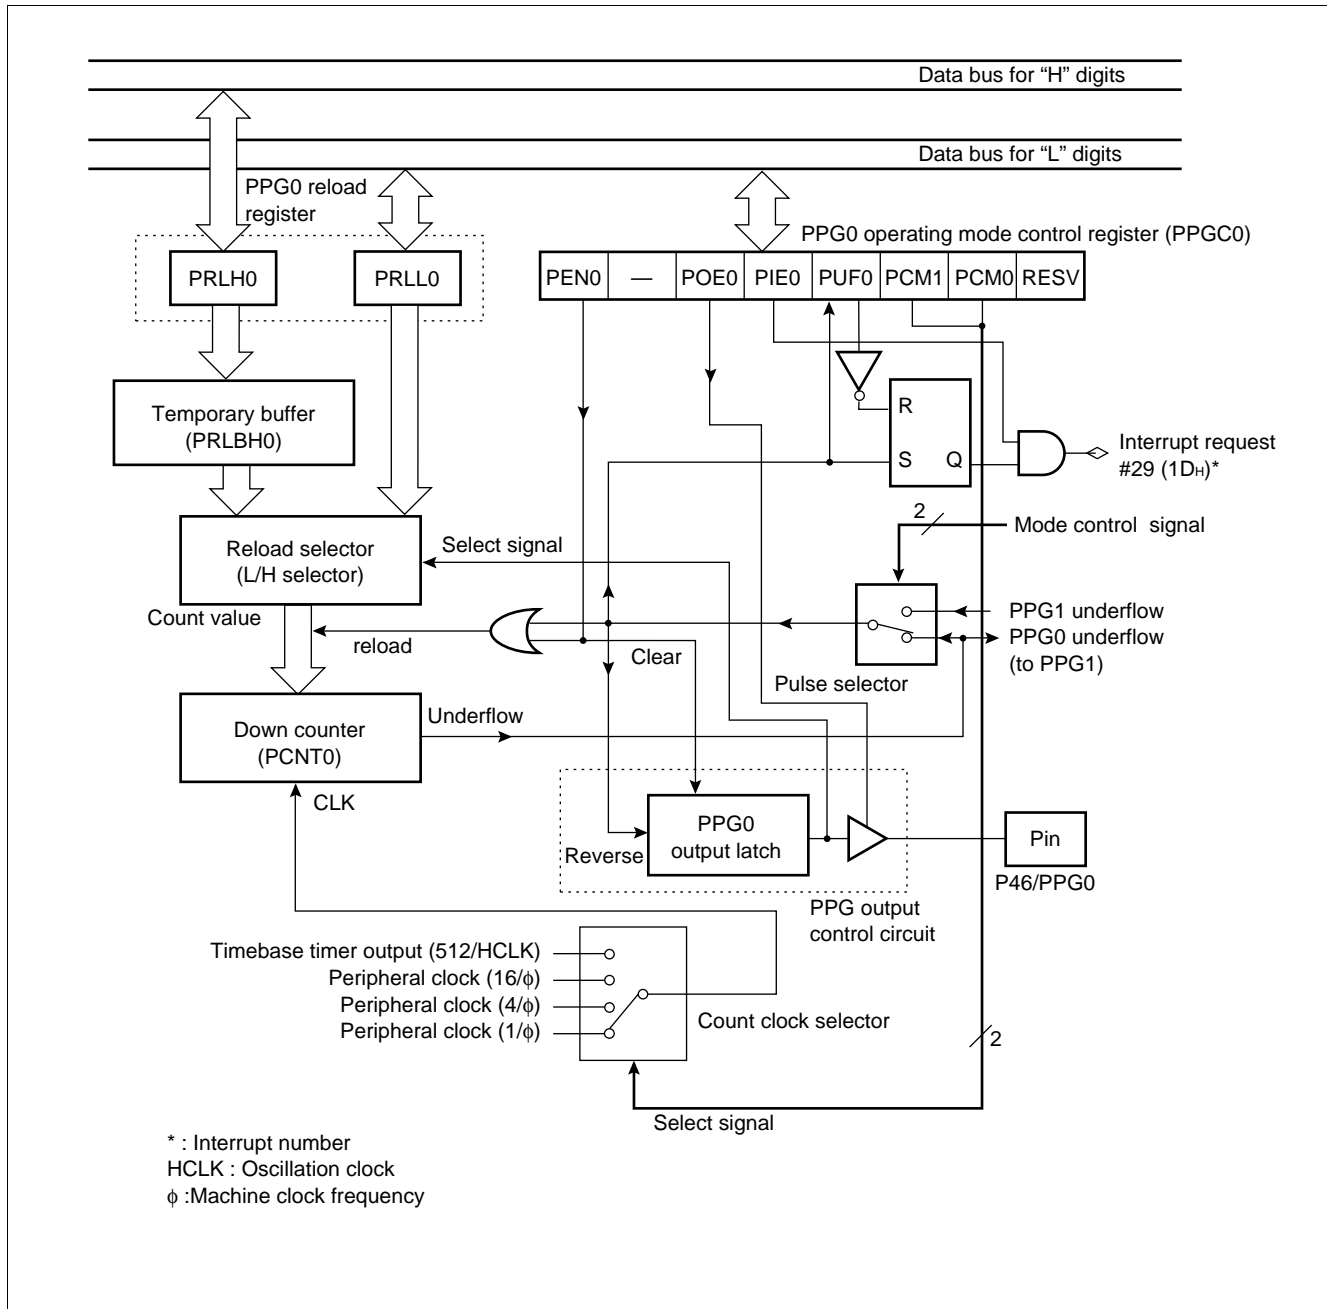 Data bus for “H” digits
Data bus for “L” digits
PPG0 reload
register
PPG0 operating mode control register (PPGC0)
PRLH0
PRLL0
PEN0 — POE0 PIE0 PUF0 PCM1 PCM0 RESV
Temporary buffer
(PRLBH0)
R
S Q
Interrupt request
#29 (1DH)*
2
Mode control signal
Reload selector
(L/H selector)
Select signal
Count value
reload
Clear
PPG1 underflow
PPG0 underflow
(to PPG1)
Pulse selector
Down counter
(PCNT0)
Underflow
CLK
PPG0
output latch
Reverse
Pin
P46/PPG0
PPG output
control circuit
Timebase timer output (512/HCLK)
Peripheral clock (16/ϕ)
Peripheral clock (4/ϕ)
Peripheral clock (1/ϕ)
Count clock selector
2
Select signal
* : Interrupt number
HCLK : Oscillation clock
ϕ :Machine clock frequency